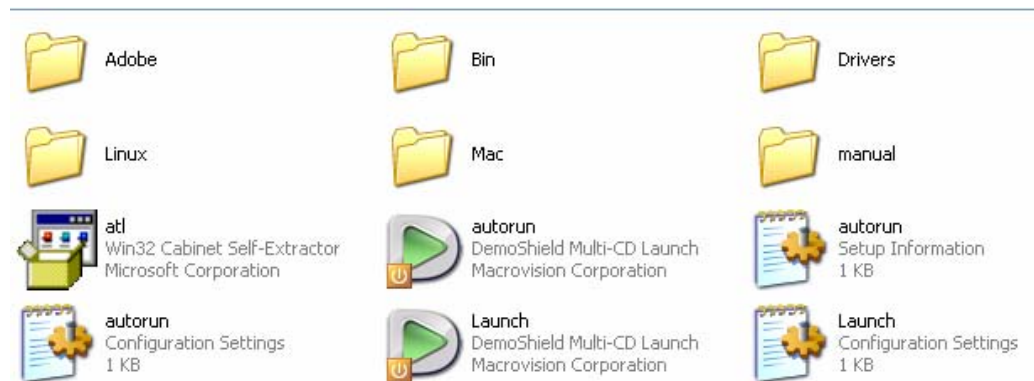 Adobe
Bin
Drivers
Linux
Mac
manual
atl
Win32 Cabinet Self-Extractor
Microsoft Corporation
autorun
DemoShield Multi-CD Launch
Macrovision Corporation
autorun
Setup Information
1 KB
autorun
Configuration Settings
1 KB
Launch
DemoShield Multi-CD Launch
Macrovision Corporation
Launch
Configuration Settings
1 KB